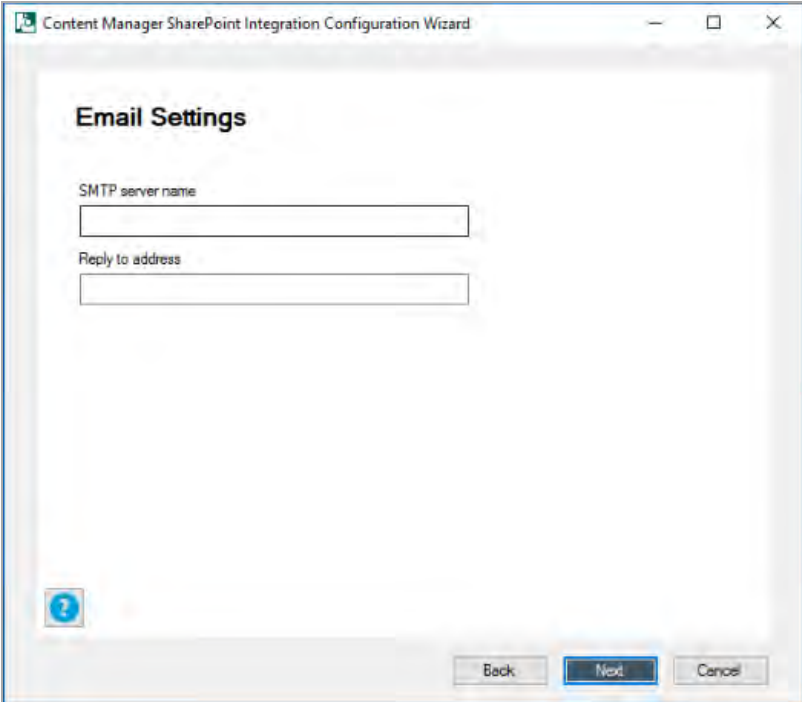 Content Manager SharePoint Integration Configuration Wizard
Email Settings
SMTP server name
Reply to address
?
Back
Next
Cancel